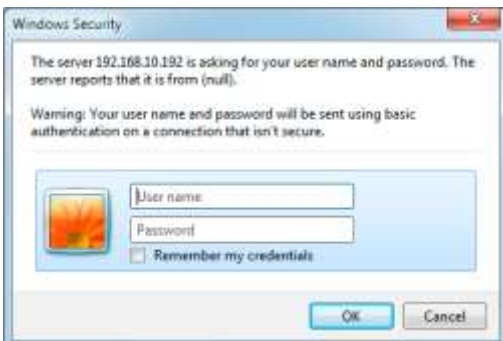 Windows Security
The server 192.168.10.192 is asking for your user name and password. The
server reports that it is from (null).
Warning: Your user name and password will be sent using basic
authentication on a connection that isn't secure.
User name
Password
Remember my credentials
OK
Cancel